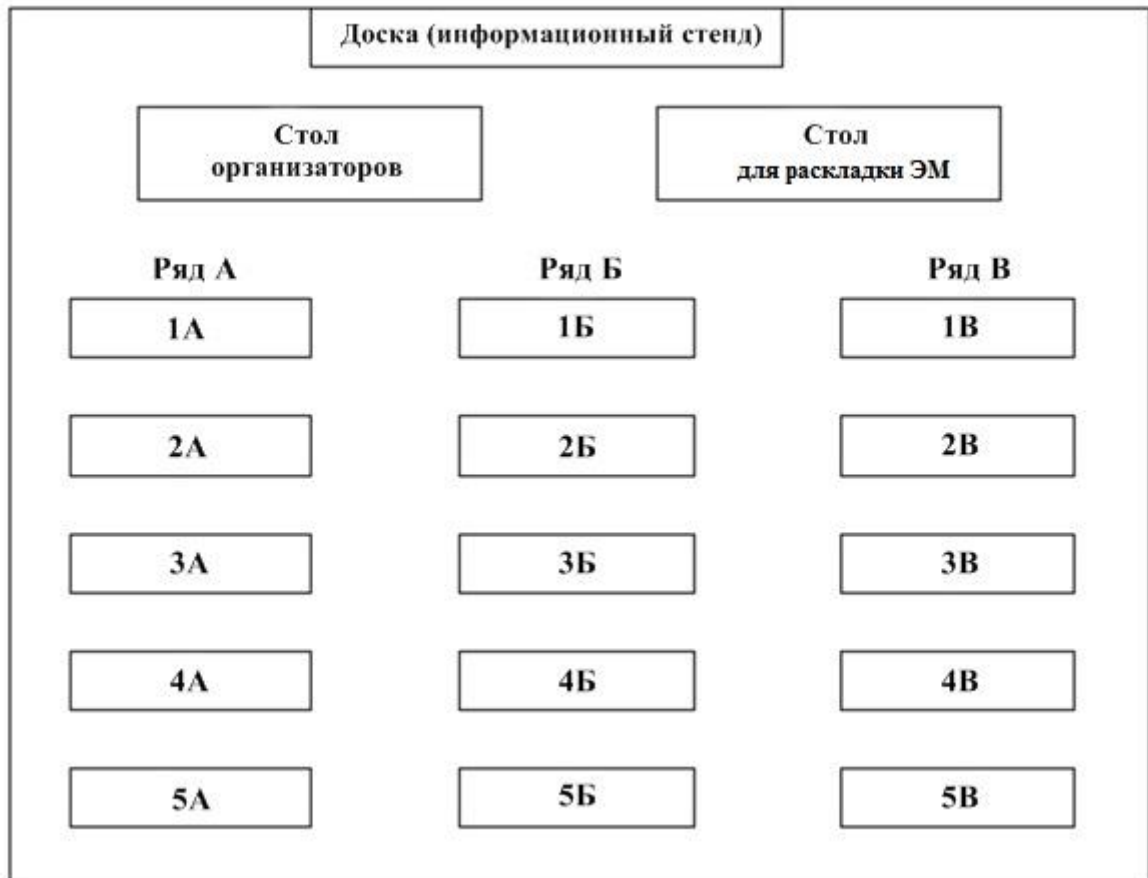 Доска (информационный стенд)
Стол
организаторов
Стол
для раскладки ЭМ
Ряд А
Ряд Б
Ряд В
1А
1Б
1В
2А
2Б
2В
3А
3Б
3В
4А
4Б
4В
5А
5Б
5В